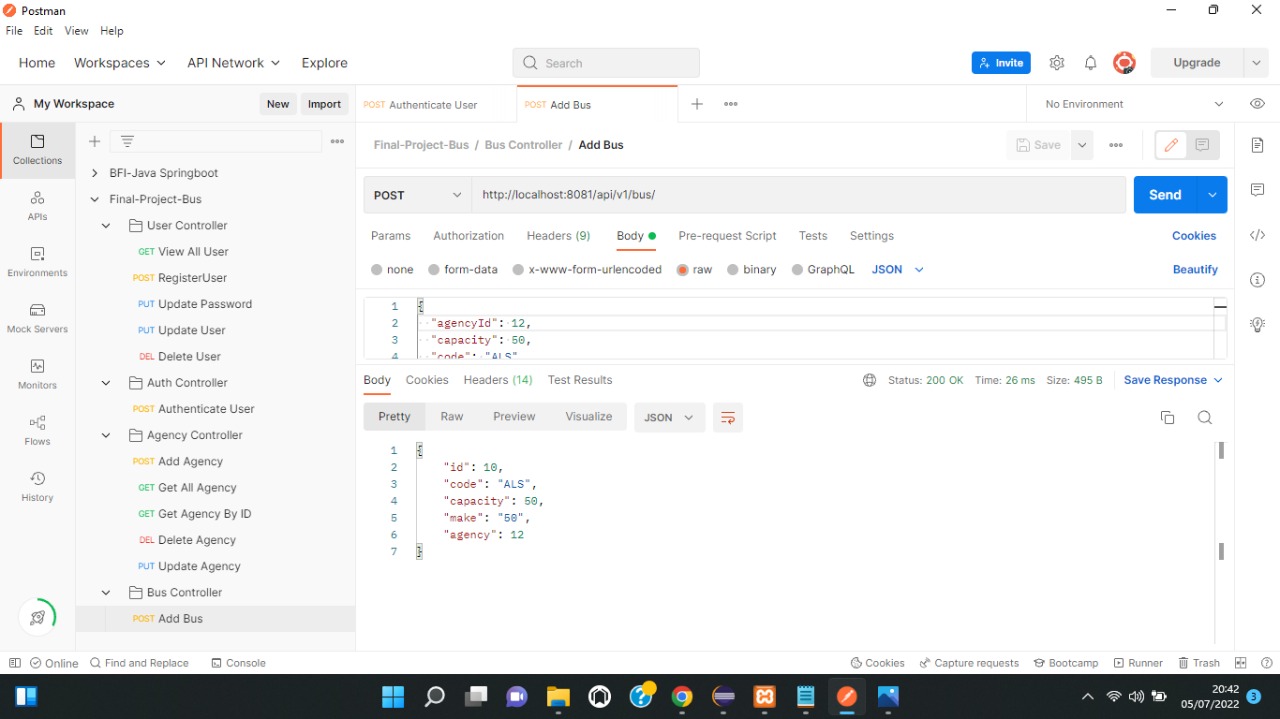 Postman
File Edit View Help
Home Workspaces API Network Explore Search Invite Upgrade
My Workspace New Import
POST Authenticate User
POST Add Bus
No Environment
Collections
APIs
Environments
Mock Servers
Monitors
Flows
History
BFI-Java Springboot
Final-Project-Bus
User Controller
GET View All User
POST RegisterUser
PUT Update Password
PUT Update User
DEL Delete User
Auth Controller
POST Authenticate User
Agency Controller
POST Add Agency
GET Get All Agency
GET Get Agency By ID
DEL Delete Agency
PUT Update Agency
Bus Controller
POST Add Bus
Final-Project-Bus / Bus Controller / Add Bus
Save
POST http://localhost:8081/api/v1/bus/
Send
Params Authorization Headers (9) Body Pre-request Script Tests Settings Cookies
none form-data x-www-form-urlencoded raw binary GraphQL JSON Beautify
1 {
2 "agencyId": 12,
3 "capacity": 50,
4 "code": "ALS"
Body Cookies Headers (14) Test Results Status: 200 OK Time: 26 ms Size: 495 B Save Response
Pretty Raw Preview Visualize JSON
1 {
2 "id": 10,
3 "code": "ALS",
4 "capacity": 50,
5 "make": "50",
6 "agency": 12
7 }
Online Find and Replace Console Cookies Capture requests Bootcamp Runner Trash
20:42
05/07/2022
3